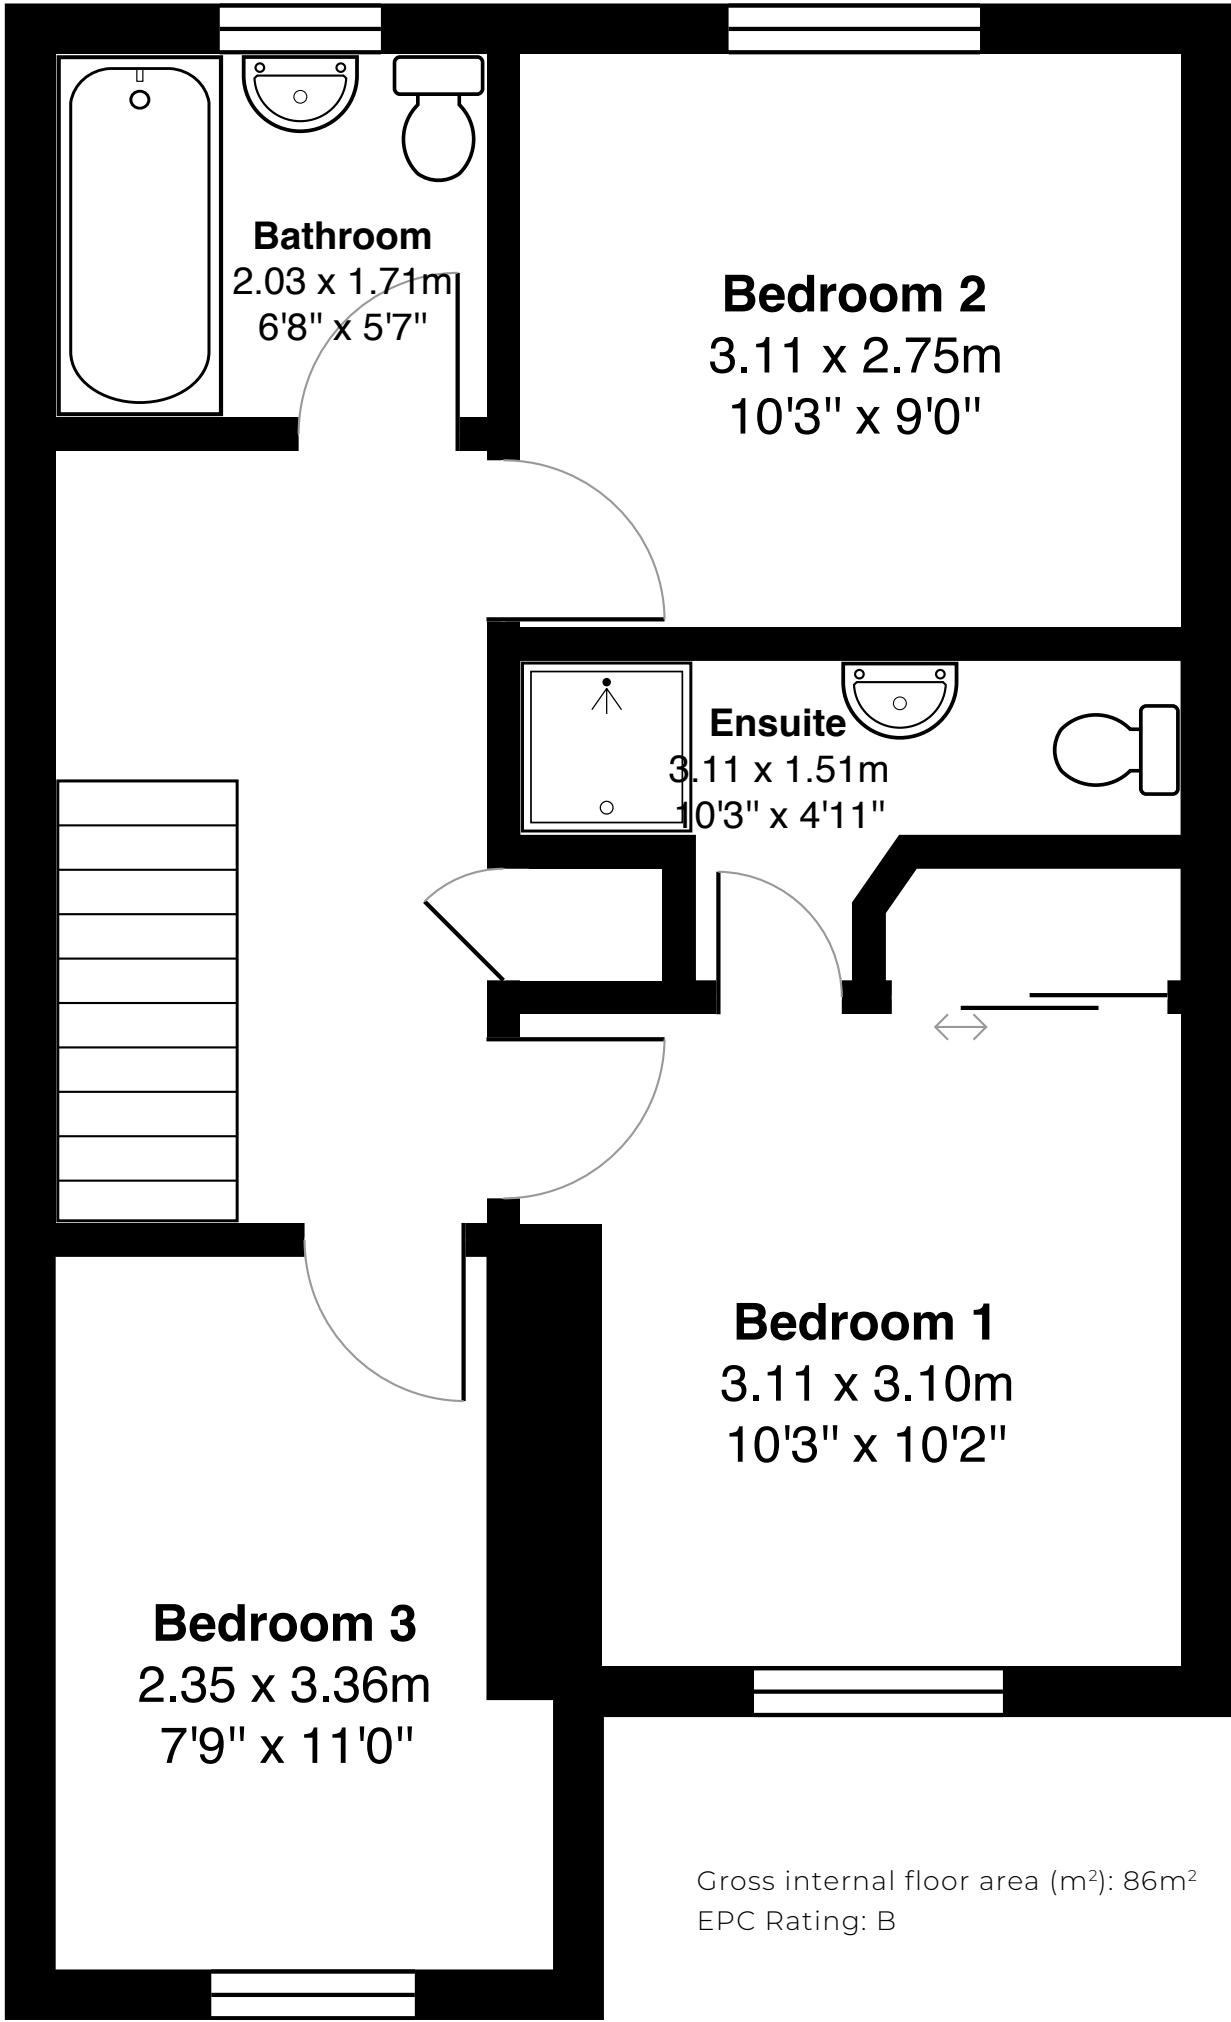 Bathroom
2.03 x 1.71m
6'8" x 5'7"
Bedroom 2
3.11 x 2.75m
10'3" x 9'0"
Ensuite
3.11 x 1.51m
10'3" x 4'11"
Bedroom 1
3.11 x 3.10m
10'3" x 10'2"
Bedroom 3
2.35 x 3.36m
7'9" x 11'0"
Gross internal floor area (m²): 86m²
EPC Rating: B